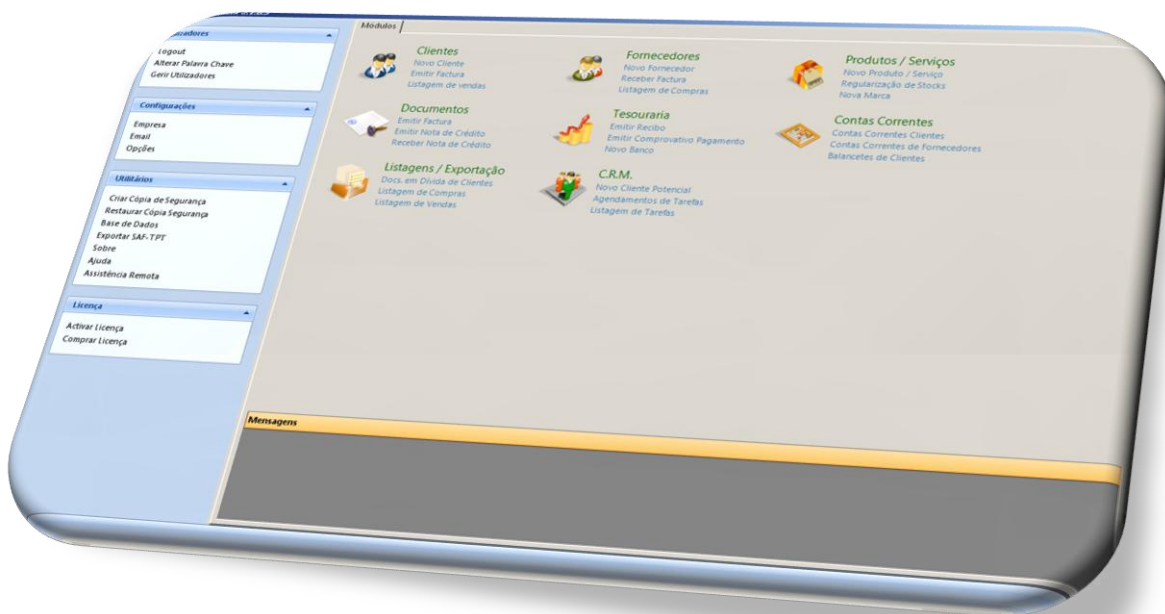 Logout
Alterar Palavra Chave
Gerir Utilizadores
Configurações
Empresa
Email
Opções
Utilitários
Criar Cópia de Segurança
Restaurar Cópia Segurança
Base de Dados
Exportar SAF-TPT
Sobre
Ajuda
Assistência Remota
Licença
Activar Licença
Comprar Licença
Módulos
Clientes
Novo Cliente
Emitir Factura
Listagem de vendas
Fornecedores
Novo Fornecedor
Receber Factura
Listagem de Compras
Produtos / Serviços
Novo Produto / Serviço
Regularização de Stocks
Nova Marca
Documentos
Emitir Factura
Emitir Nota de Crédito
Receber Nota de Crédito
Tesouraria
Emitir Recibo
Emitir Comprovativo Pagamento
Novo Banco
Contas Correntes
Contas Correntes Clientes
Contas Correntes de Fornecedores
Balancetes de Clientes
Listagens / Exportação
Docs. em Dívida de Clientes
Listagem de Compras
Listagem de Vendas
C.R.M.
Novo Cliente Potencial
Agendamentos de Tarefas
Listagem de Tarefas
Mensagens